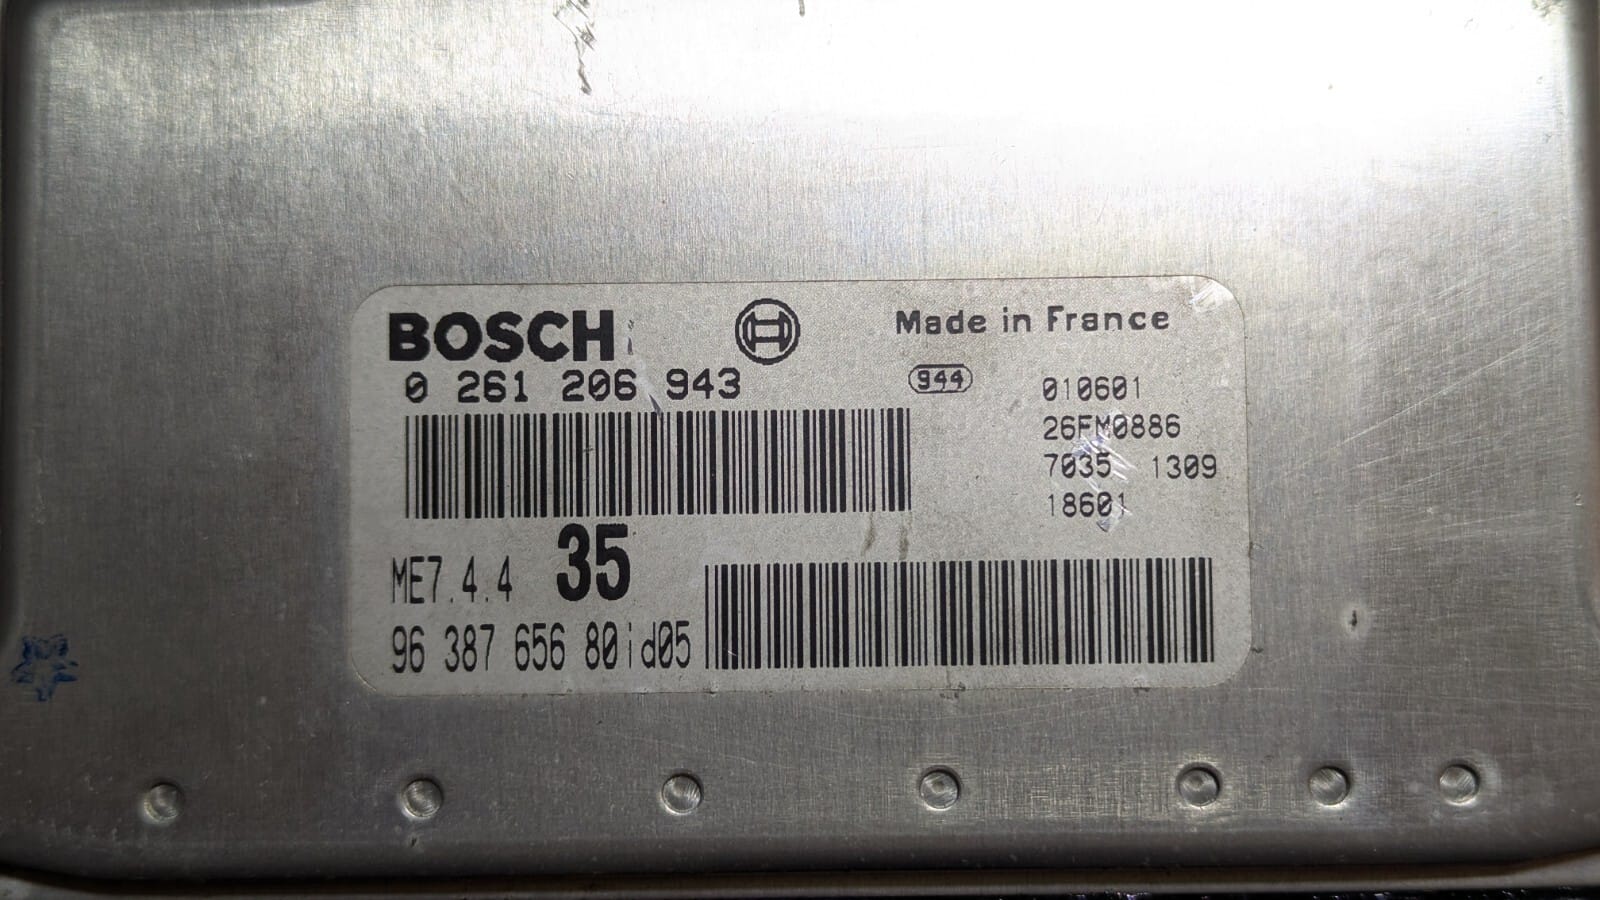 BOSCH
Made in France
0 261 206 943
944
010601
26FM0886
7035 1309
18601
ME7.4.4 35
96 387 656 80id05